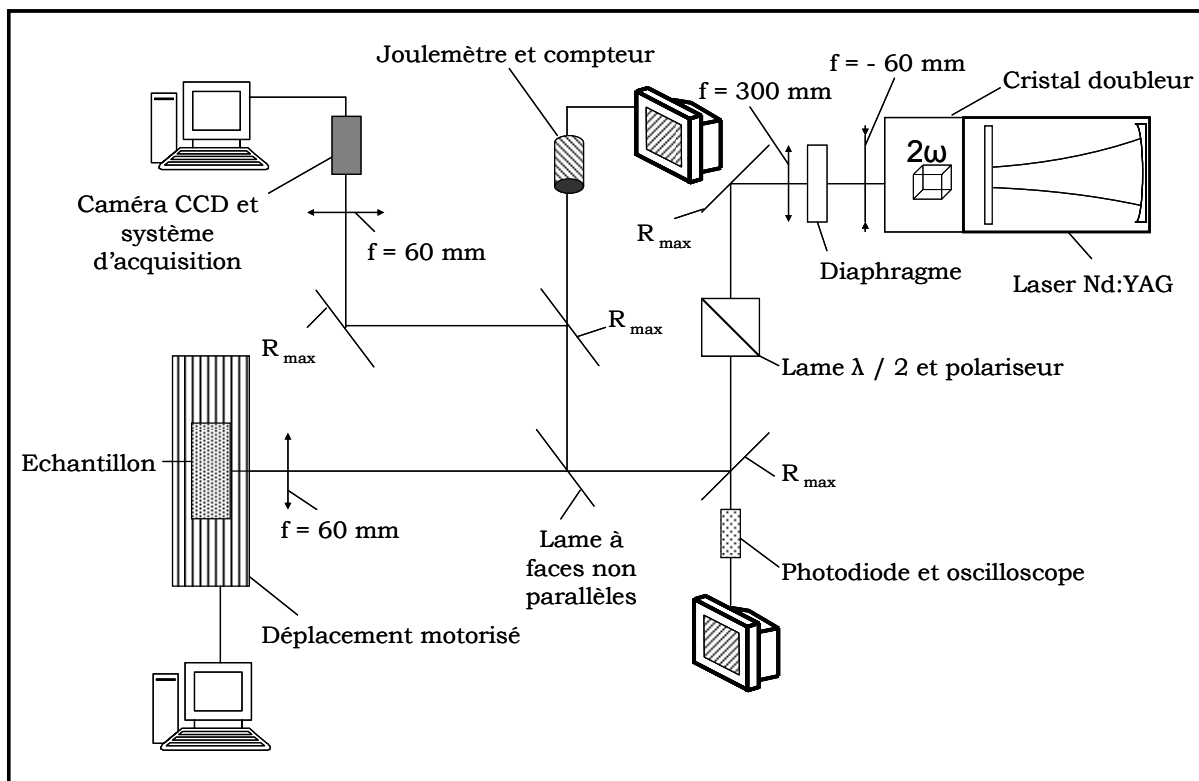 Joulemètre et compteur
f = - 60 mm
f = 300 mm
Cristal doubleur
2ω
R max
Diaphragme
Laser Nd:YAG
Caméra CCD et
système
d'acquisition
f = 60 mm
R max
R max
Lame λ / 2 et polariseur
Echantillon
f = 60 mm
R max
Lame à
faces non
parallèles
Photodiode et oscilloscope
Déplacement motorisé